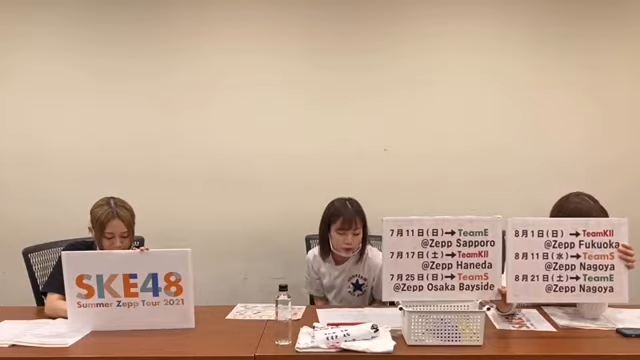 SKE48
Summer Zepp Tour 2021
7月11日(日)→TeamE
@Zepp Sapporo
7月17日(土)→TeamKII
@Zepp Haneda
7月25日(日)→TeamS
@Zepp Osaka Bayside
8月1日(日)→TeamKII
@Zepp Fukuoka
8月11日(水)→TeamS
@Zepp Nagoya
8月21日(土)→TeamE
@Zepp Nagoya